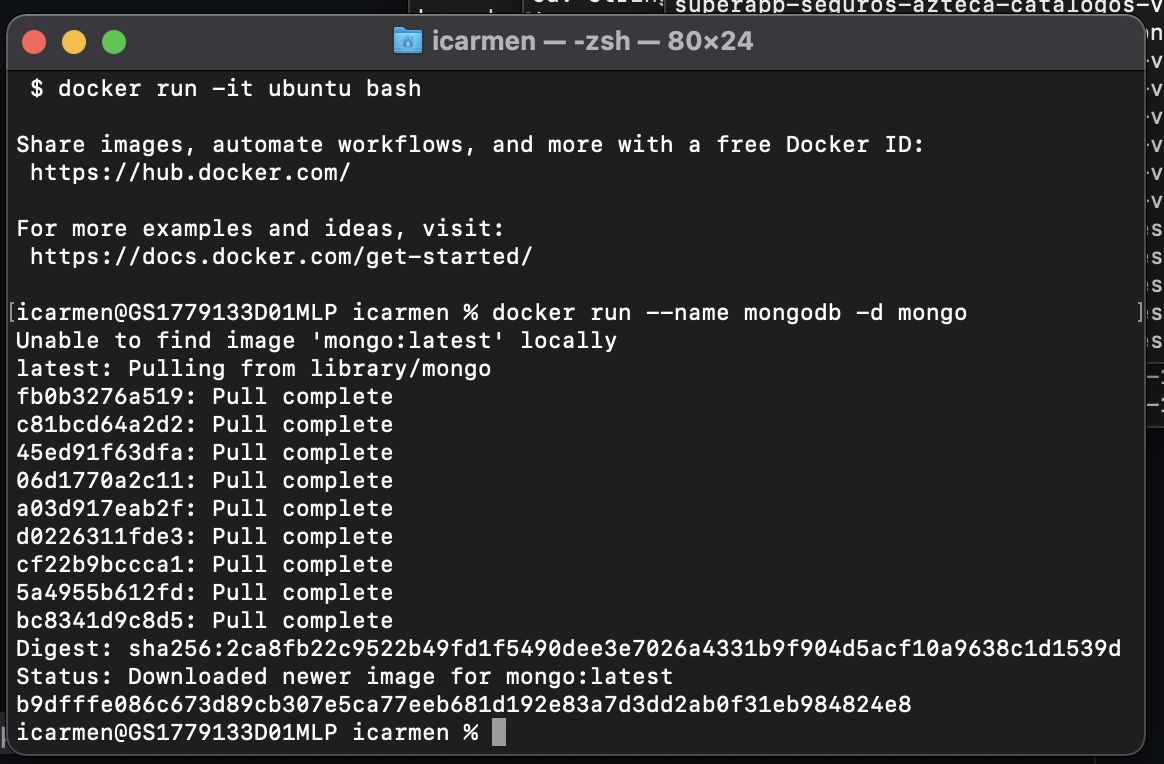 superapp-seguros-azteca-catalogos-v
icarmen — -zsh — 80×24
$ docker run -it ubuntu bash
Share images, automate workflows, and more with a free Docker ID:
https://hub.docker.com/
For more examples and ideas, visit:
https://docs.docker.com/get-started/
[icarmen@GS1779133D01MLP icarmen % docker run --name mongodb -d mongo ]
Unable to find image 'mongo:latest' locally
latest: Pulling from library/mongo
fb0b3276a519: Pull complete
c81bcd64a2d2: Pull complete
45ed91f63dfa: Pull complete
06d1770a2c11: Pull complete
a03d917eab2f: Pull complete
d0226311fde3: Pull complete
cf22b9bccca1: Pull complete
5a4955b612fd: Pull complete
bc8341d9c8d5: Pull complete
Digest: sha256:2ca8fb22c9522b49fd1f5490dee3e7026a4331b9f904d5acf10a9638c1d1539d
Status: Downloaded newer image for mongo:latest
b9dfffe086c673d89cb307e5ca77eeb681d192e83a7d3dd2ab0f31eb984824e8
icarmen@GS1779133D01MLP icarmen %